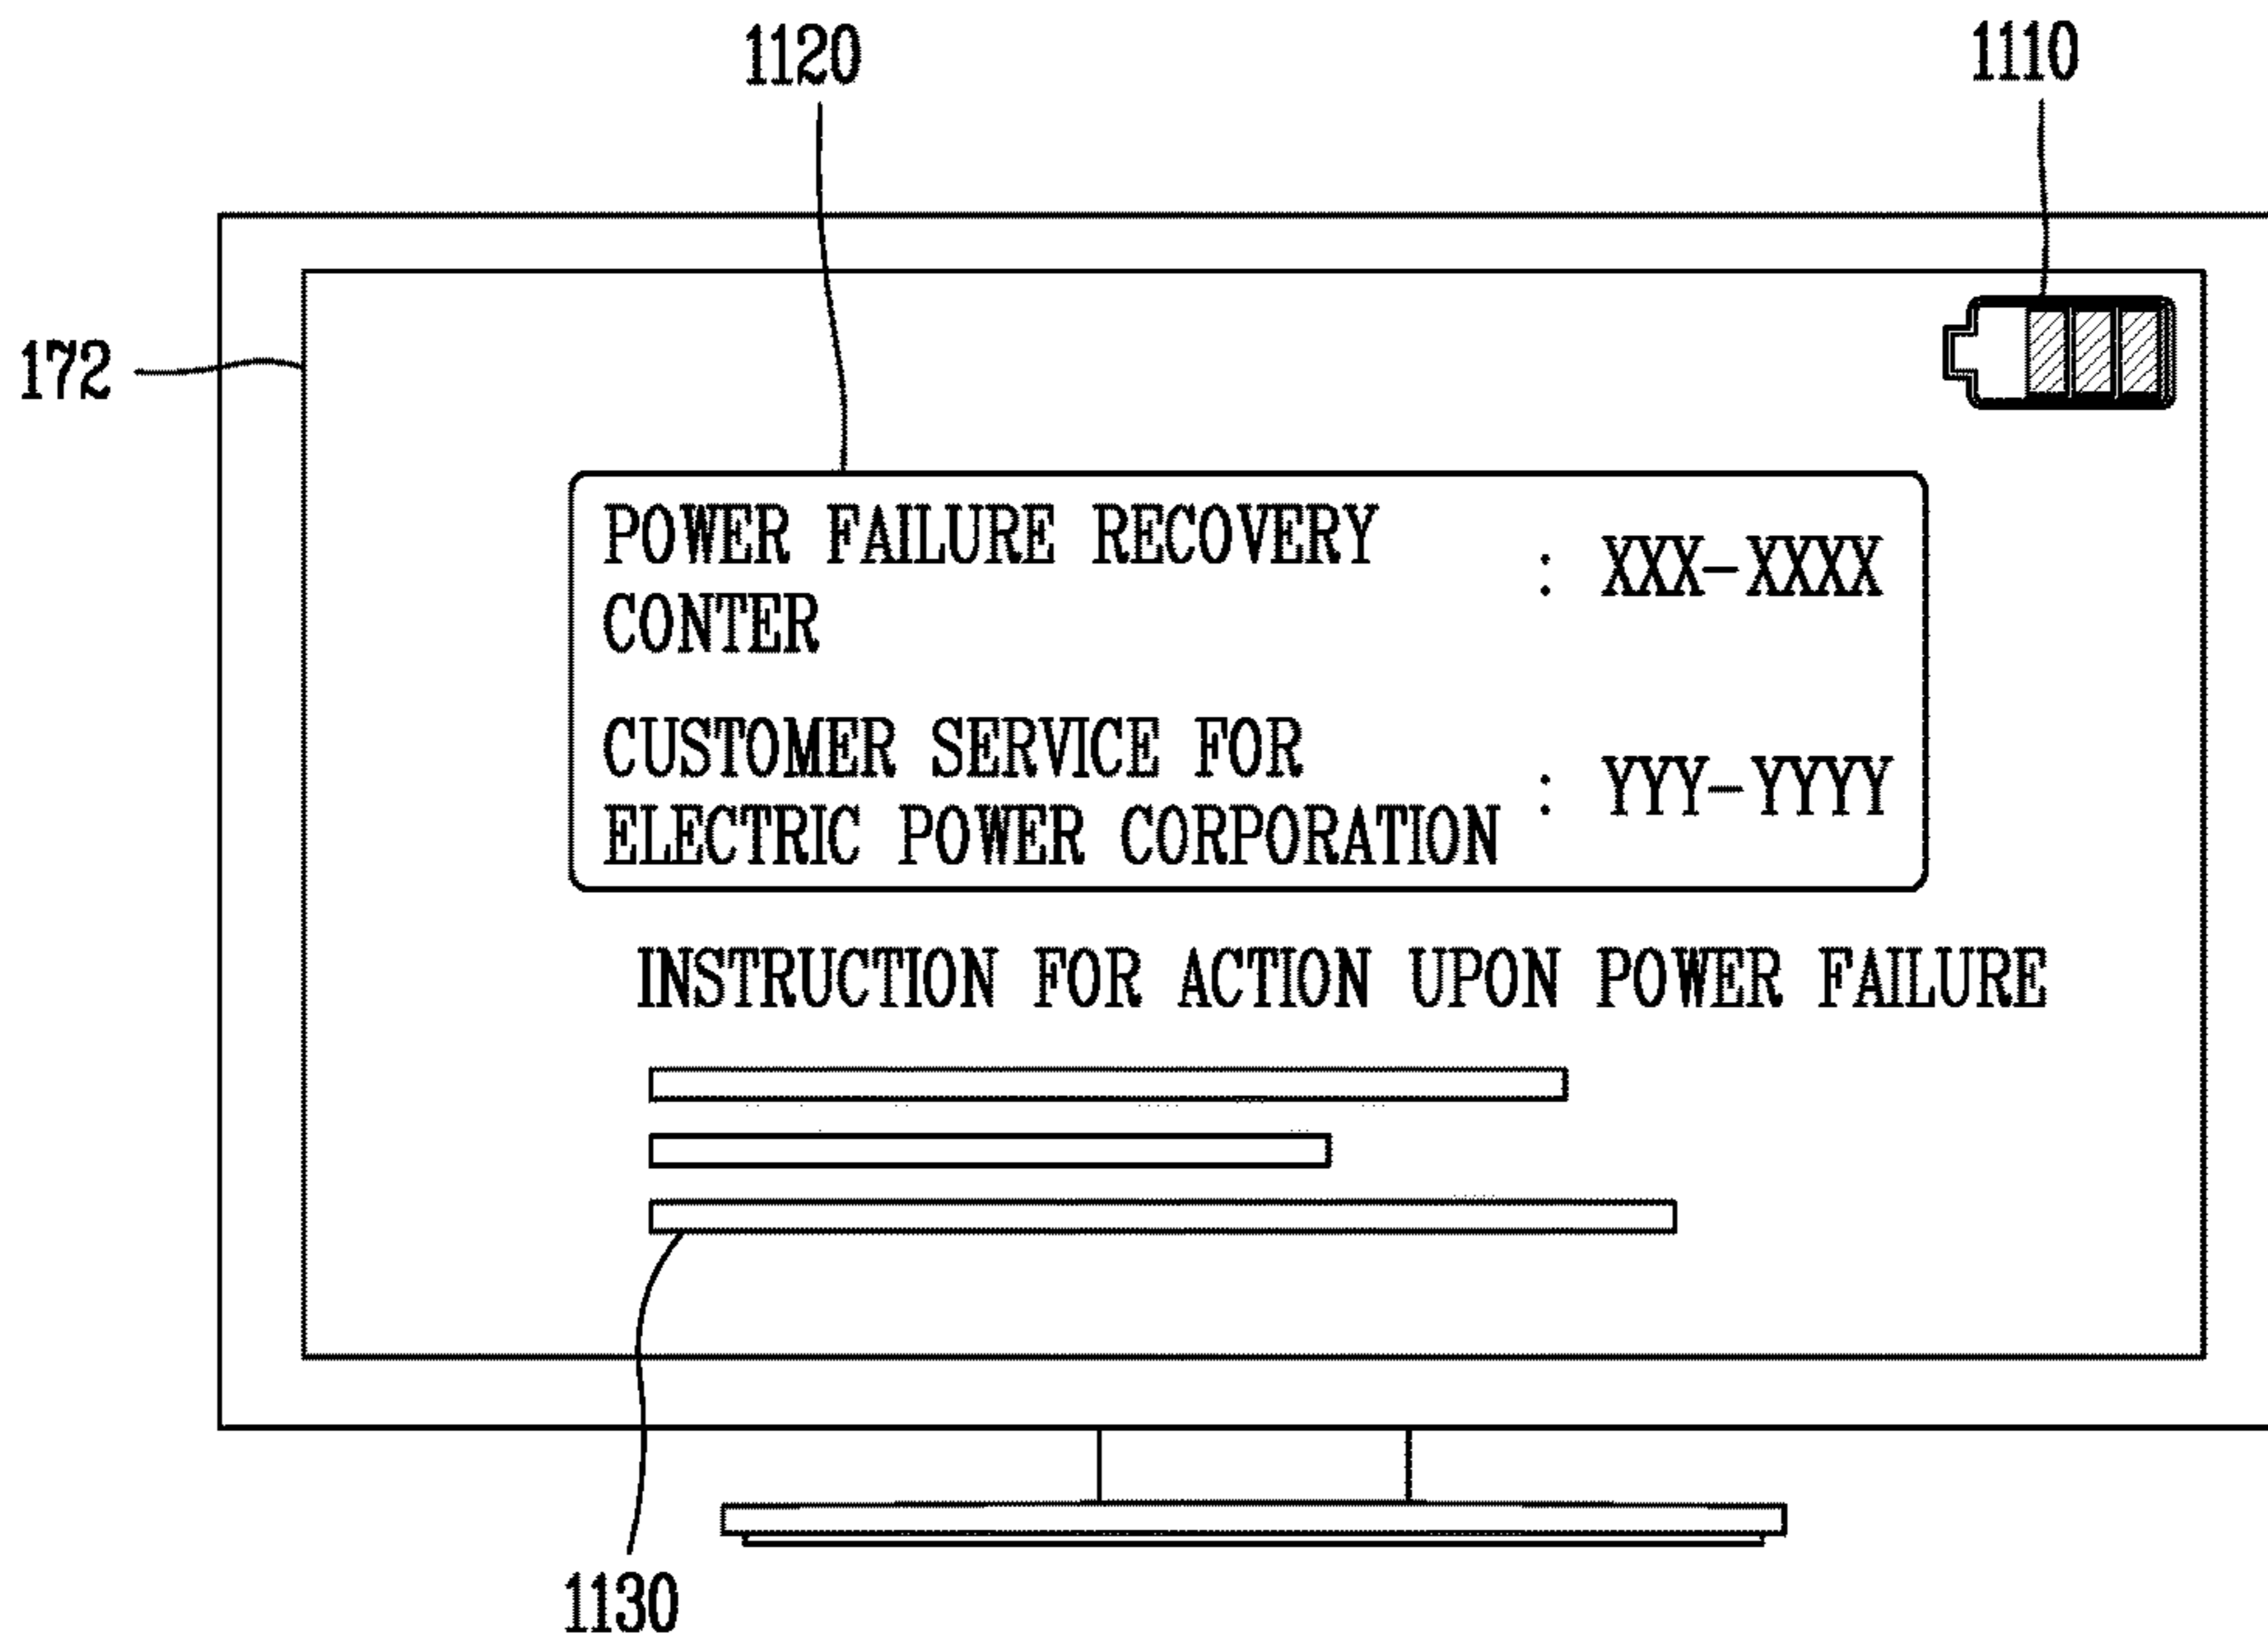 1120
1110
172
POWER FAILURE RECOVERY
CONTER
: XXX-XXXX
CUSTOMER SERVICE FOR
ELECTRIC POWER CORPORATION
: YYY-YYYY
INSTRUCTION FOR ACTION UPON POWER FAILURE
1130